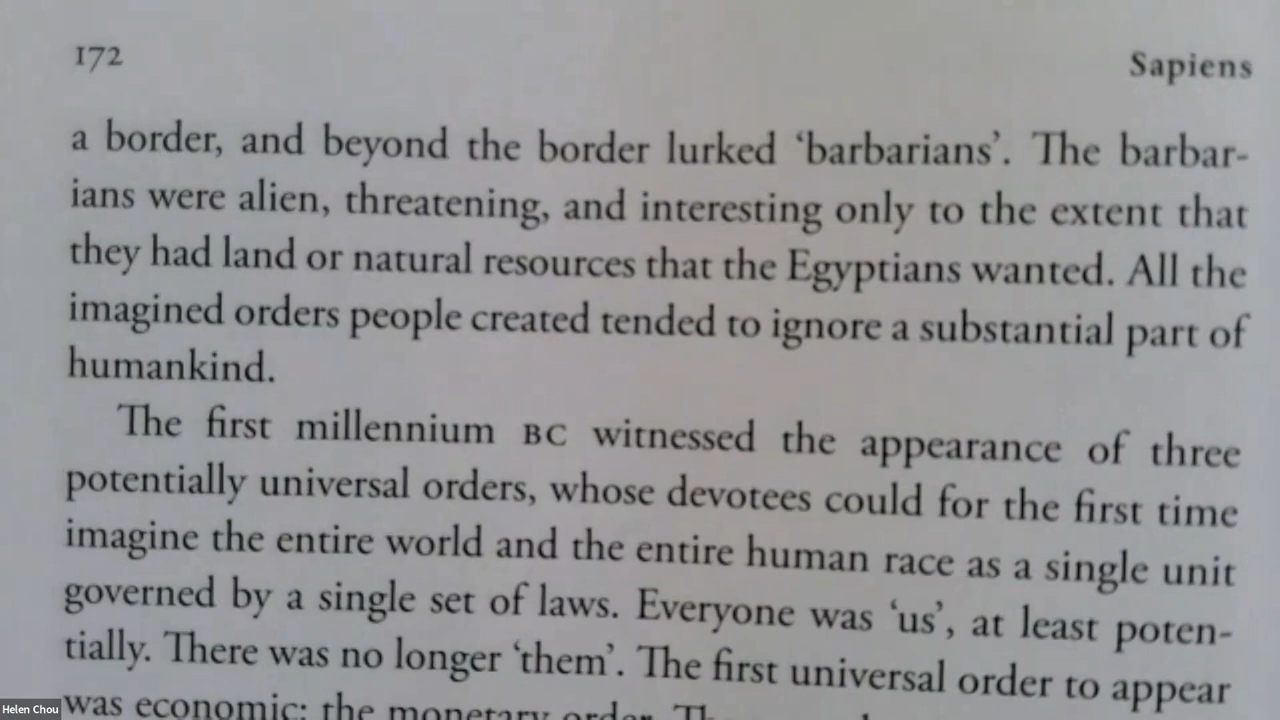 172
Sapiens
a border, and beyond the border lurked ‘barbarians’. The barbar-
ians were alien, threatening, and interesting only to the extent that
they had land or natural resources that the Egyptians wanted. All the
imagined orders people created tended to ignore a substantial part of
humankind.
The first millennium BC witnessed the appearance of three
potentially universal orders, whose devotees could for the first time
imagine the entire world and the entire human race as a single unit
governed by a single set of laws. Everyone was ‘us’, at least poten-
tially. There was no longer ‘them’. The first universal order to appear
was economic: the monetary order.
Helen Chou